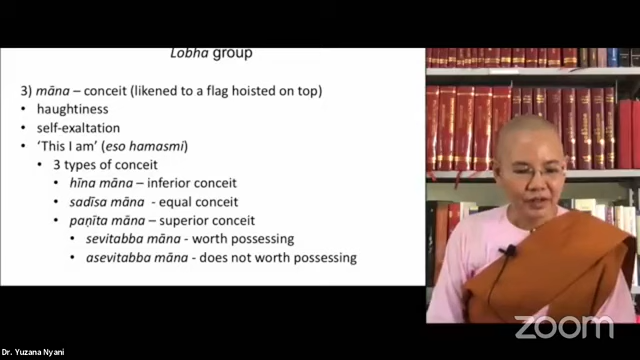 Lobha group
3) māna – conceit (likened to a flag hoisted on top)
• haughtiness
• self-exaltation
• 'This I am' (eso hamasmi)
• 3 types of conceit
• hīna māna – inferior conceit
• sadīsa māna - equal conceit
• paṇīta māna – superior conceit
• sevitabba māna - worth possessing
• asevitabba māna - does not worth possessing
Dr. Yuzana Nyani
zoom